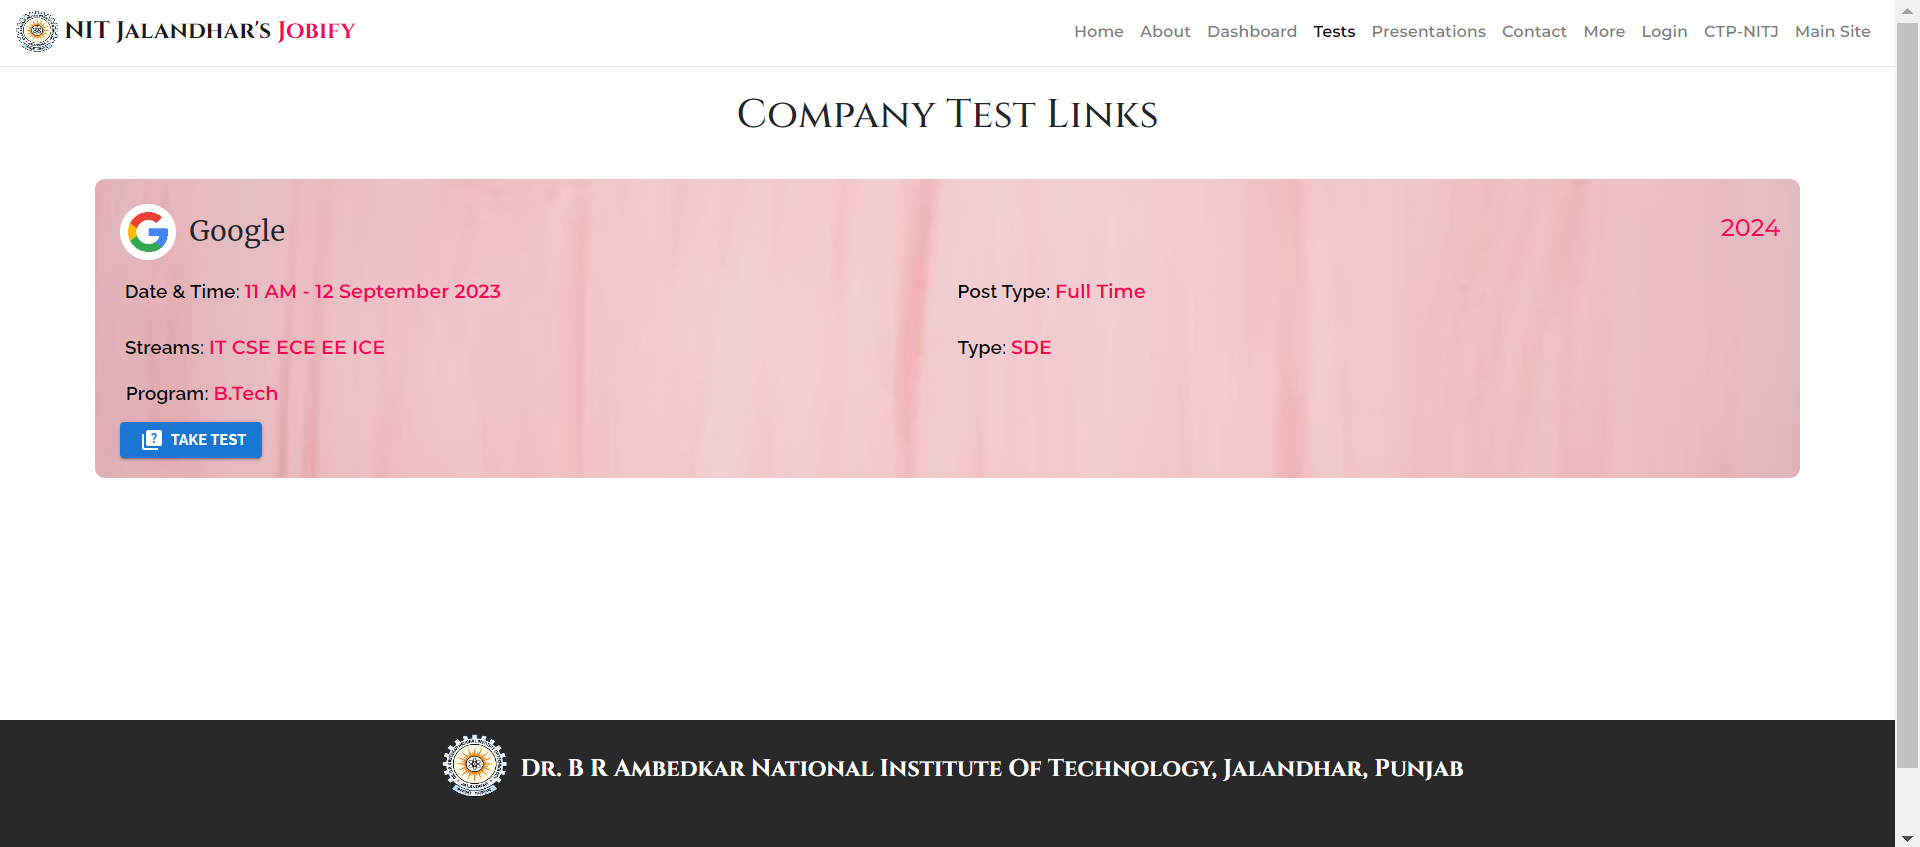 NIT Jalandhar's Jobify
Home About Dashboard Tests Presentations Contact More Login CTP-NITJ Main Site
Company Test Links
Google
2024
Date & Time: 11 AM - 12 September 2023
Post Type: Full Time
Streams: IT CSE ECE EE ICE
Type: SDE
Program: B.Tech
TAKE TEST
Dr. B R Ambedkar National Institute Of Technology, Jalandhar, Punjab